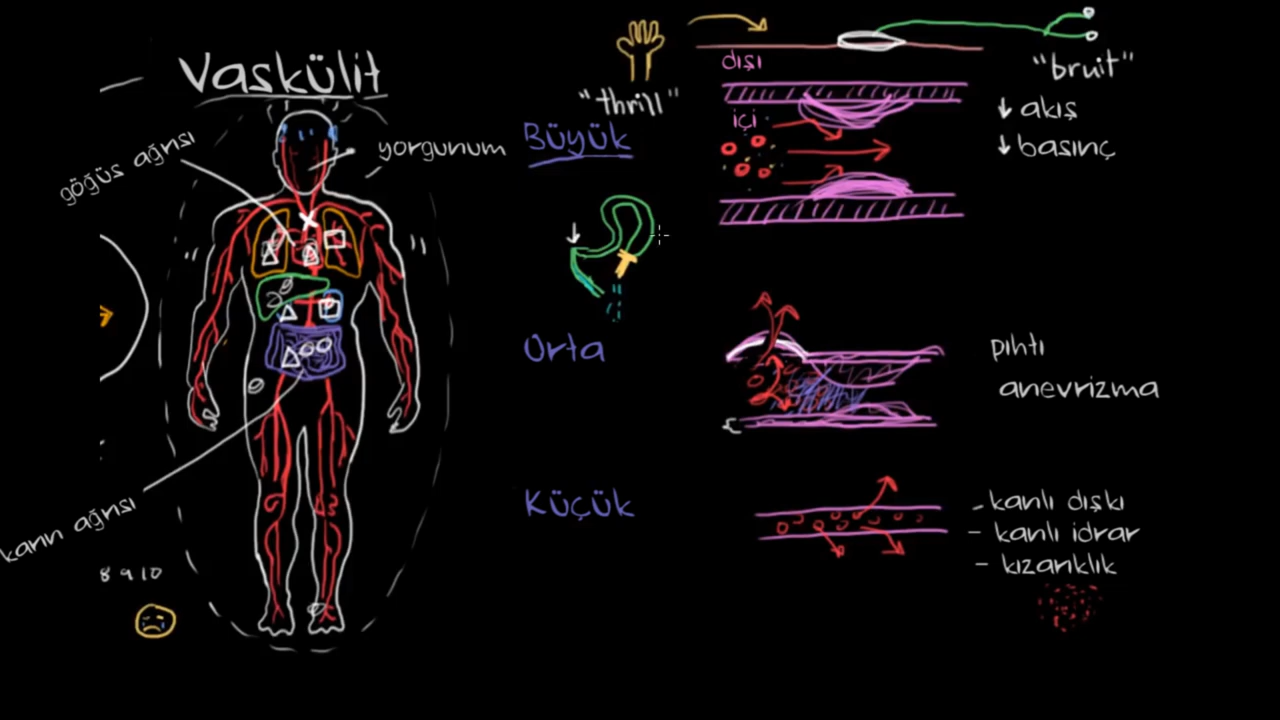 Vaskülit
göğüs ağrısı
yorgunum
karın ağrısı
8 9 10
"thrill"
"bruit"
Büyük
dışı
içi
↓ akış
↓ basınç
Orta
pıhtı
anevrizma
Küçük
- kanlı dışkı
- kanlı idrar
- kızarıklık